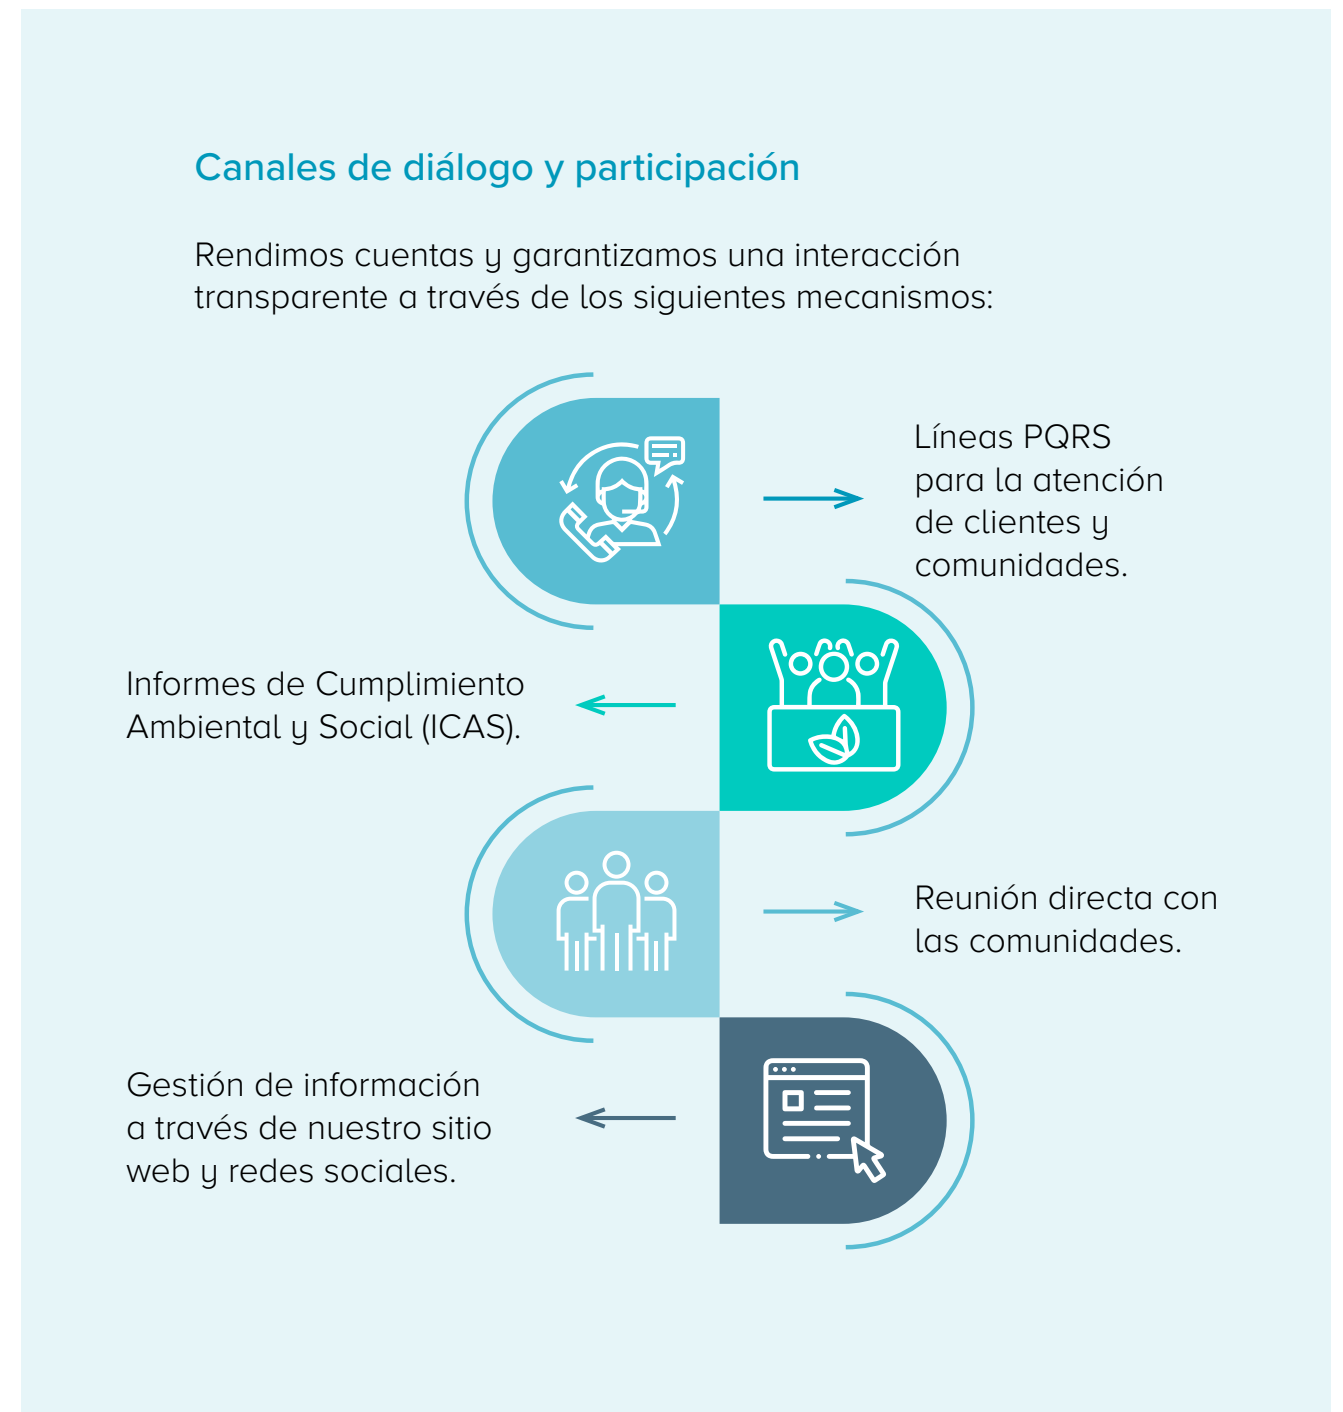 Canales de diálogo y participación
Rendimos cuentas y garantizamos una interacción
transparente a través de los siguientes mecanismos:
Líneas PQRS
para la atención
de clientes y
comunidades.
Informes de Cumplimiento
Ambiental y Social (ICAS).
Reunión directa con
las comunidades.
Gestión de información
a través de nuestro sitio
web y redes sociales.